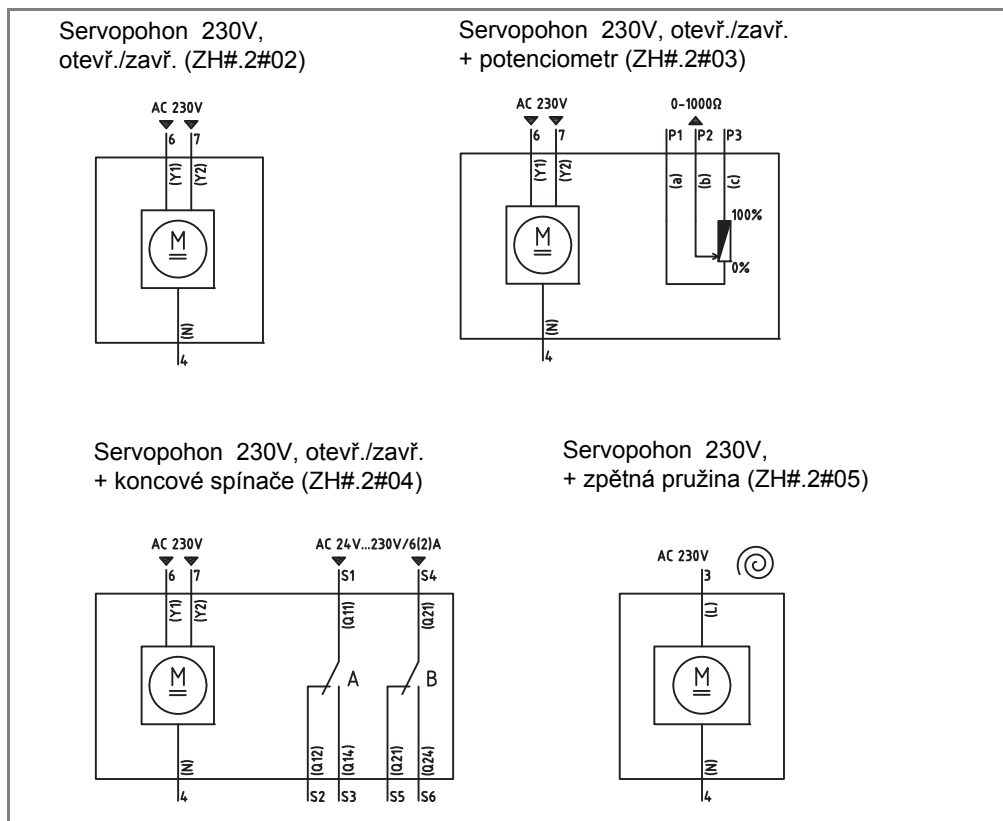 Servopohon 230V,
otevř./zavř. (ZH#.2#02)
AC 230V
6 7
(Y1) (Y2)
M
(N)
4
Servopohon 230V, otevř./zavř.
+ potenciometr (ZH#.2#03)
AC 230V 0-1000Ω
6 7 P1 P2 P3
(Y1) (Y2) (a) (b) (c)
100%
M
0%
(N)
4
Servopohon 230V, otevř./zavř.
+ koncové spínače (ZH#.2#04)
AC 230V AC 24V...230V/6(2)A
6 7 S1 S4
(Y1) (Y2) (Q11) (Q21)
M A B
(N) (Q12) (Q14) (Q21) (Q24)
4 S2 S3 S5 S6
Servopohon 230V,
+ zpětná pružina (ZH#.2#05)
AC 230V
3
(L)
M
(N)
4